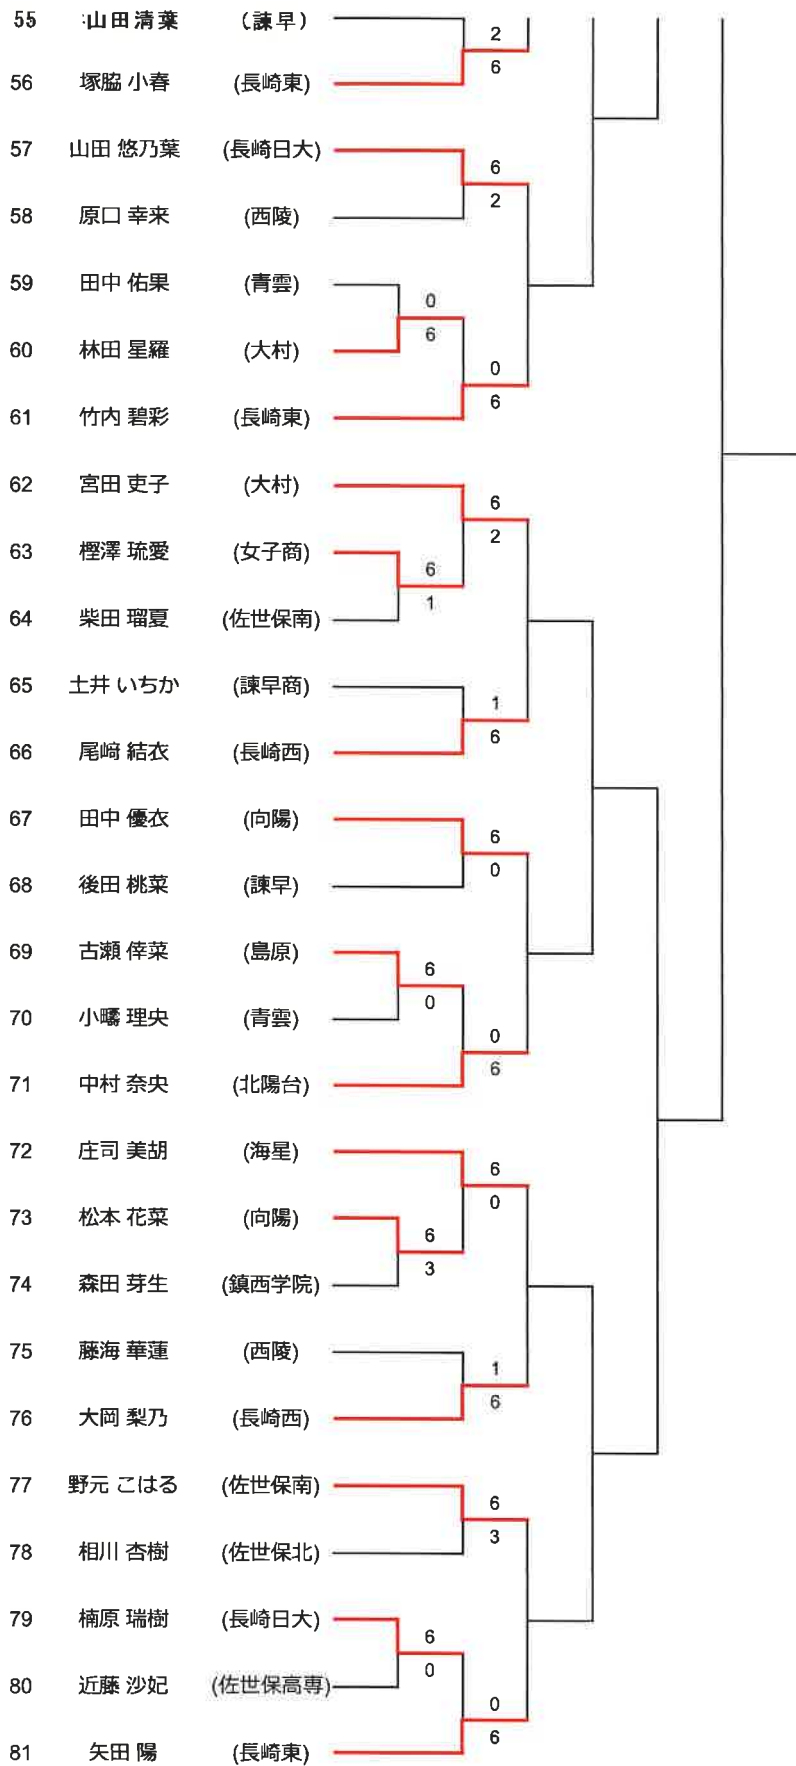 55 山田清葉 (諫早)
2
6
56 塚脇 小春 (長崎東)
57 山田 悠乃葉 (長崎日大)
6
2
58 原口 幸来 (西陵)
59 田中 佑果 (青雲)
0
6
60 林田 星羅 (大村)
0
6
61 竹内 碧彩 (長崎東)
62 宮田 吏子 (大村)
6
2
63 樫澤 琉愛 (女子商)
6
1
64 柴田 瑠夏 (佐世保南)
65 土井 いちか (諫早商)
1
6
66 尾﨑 結衣 (長崎西)
67 田中 優衣 (向陽)
6
0
68 後田 桃菜 (諫早)
69 古瀬 倖菜 (島原)
6
0
70 小疇 理央 (青雲)
0
6
71 中村 奈央 (北陽台)
72 庄司 美胡 (海星)
6
0
73 松本 花菜 (向陽)
6
3
74 森田 芽生 (鎮西学院)
75 藤海 華蓮 (西陵)
1
6
76 大岡 梨乃 (長崎西)
77 野元 こはる (佐世保南)
6
3
78 相川 杏樹 (佐世保北)
79 楠原 瑞樹 (長崎日大)
6
0
80 近藤 沙妃 (佐世保高専)
0
6
81 矢田 陽 (長崎東)